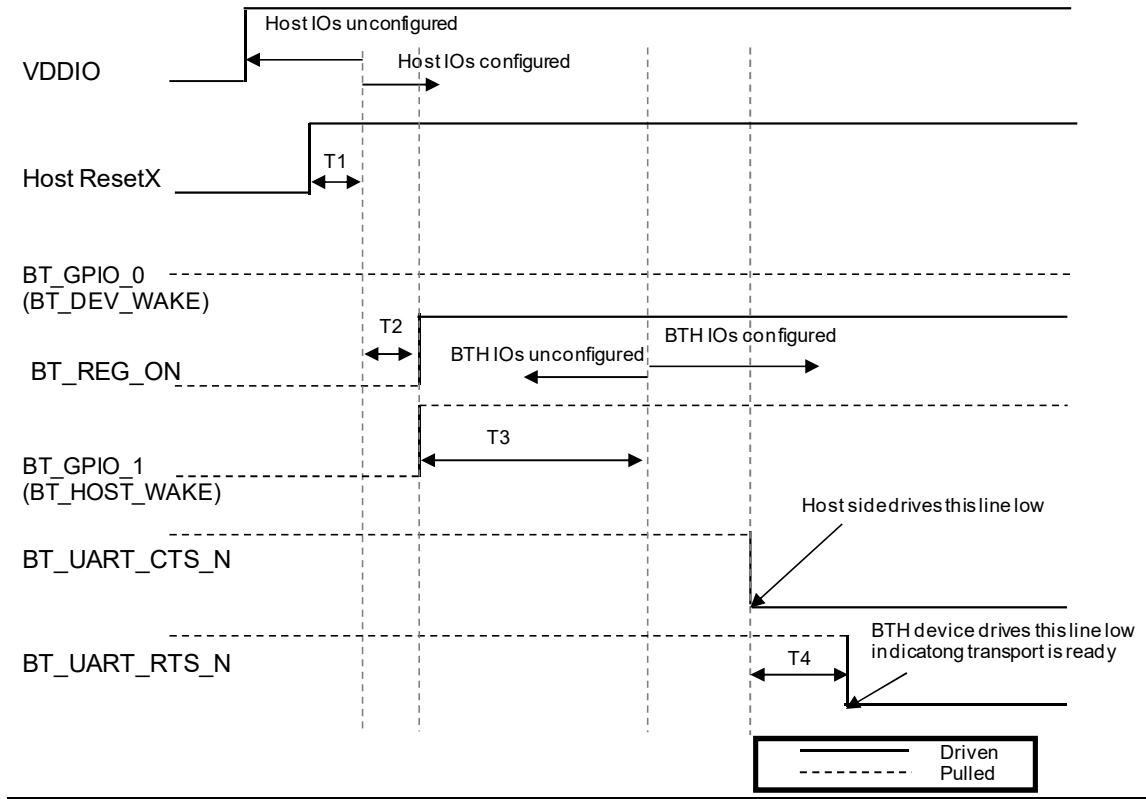 Host IOs unconfigured
VDDIO
Host IOs configured
T1
Host ResetX
BT_GPIO_0
(BT_DEV_WAKE)
T2
BTH IOs configured
BTH IOs unconfigured
BT_REG_ON
T3
BT_GPIO_1
(BT_HOST_WAKE)
Host side drives this line low
BT_UART_CTS_N
BTH device drives this line low
indicatong transport is ready
BT_UART_RTS_N
T4
Driven
Pulled